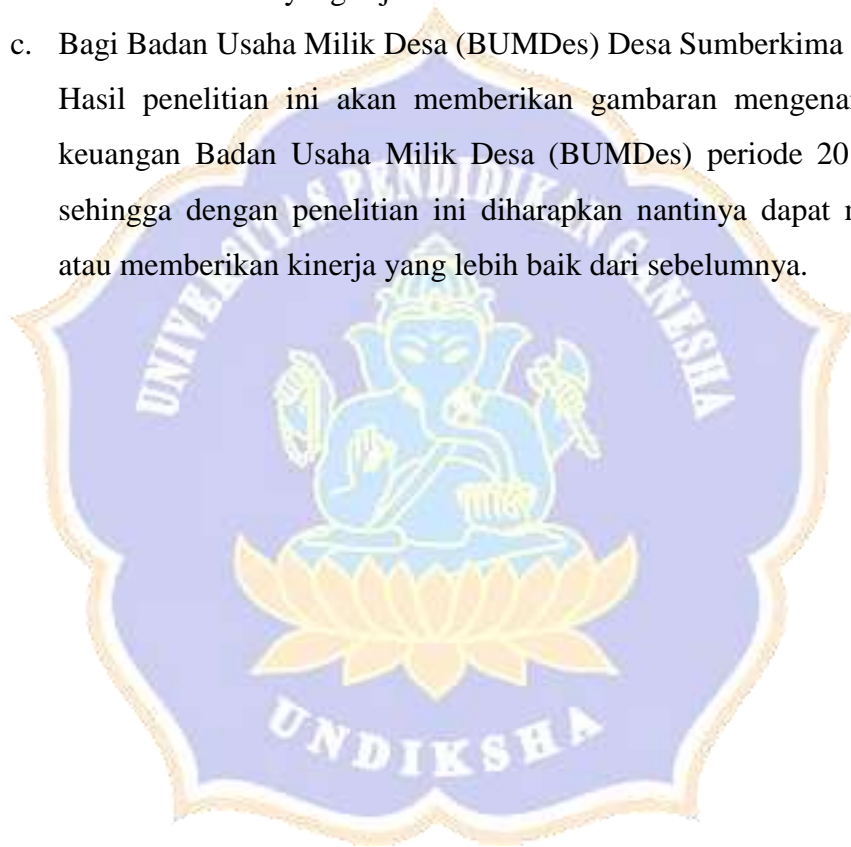 c. Bagi Badan Usaha Milik Desa (BUMDes) Desa Sumberkima
Hasil penelitian ini akan memberikan gambaran
keuangan Badan Usaha Milik Desa (BUMDes) periode
sehingga dengan penelitian ini diharapkan nantinya dapat
atau memberikan kinerja yang lebih baik dari sebelumnya.
UNIVERSITAS PENDIDIKAN GANESHA
UNDIKSHA